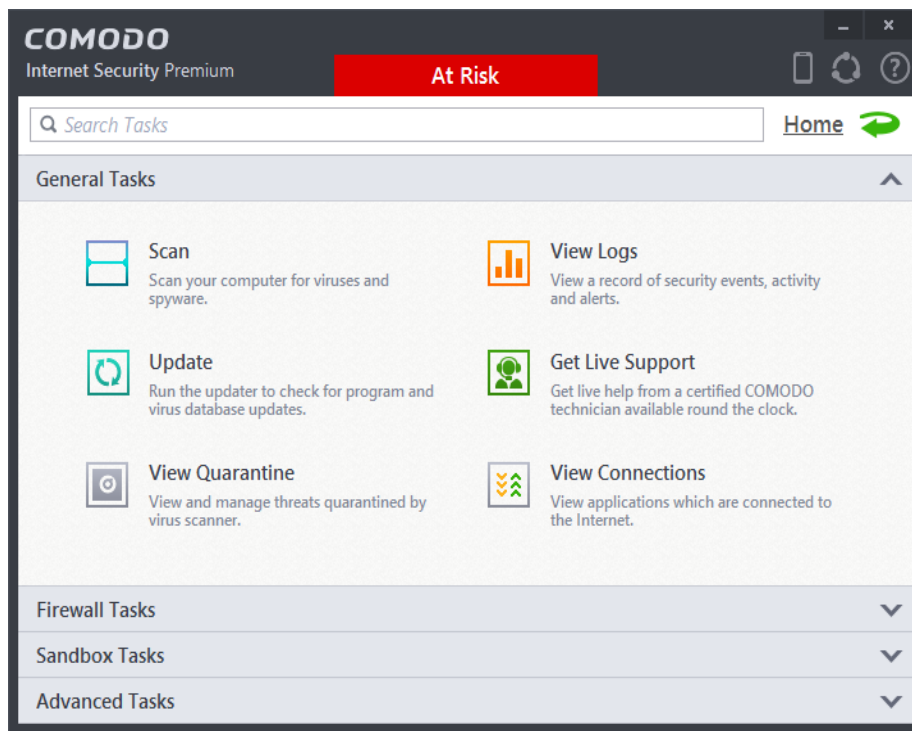 COMODO
Internet Security Premium
At Risk
Search Tasks
Home
General Tasks
Scan
Scan your computer for viruses and
spyware.
View Logs
View a record of security events, activity
and alerts.
Update
Run the updater to check for program and
virus database updates.
Get Live Support
Get live help from a certified COMODO
technician available round the clock.
View Quarantine
View and manage threats quarantined by
virus scanner.
View Connections
View applications which are connected to
the Internet.
Firewall Tasks
Sandbox Tasks
Advanced Tasks